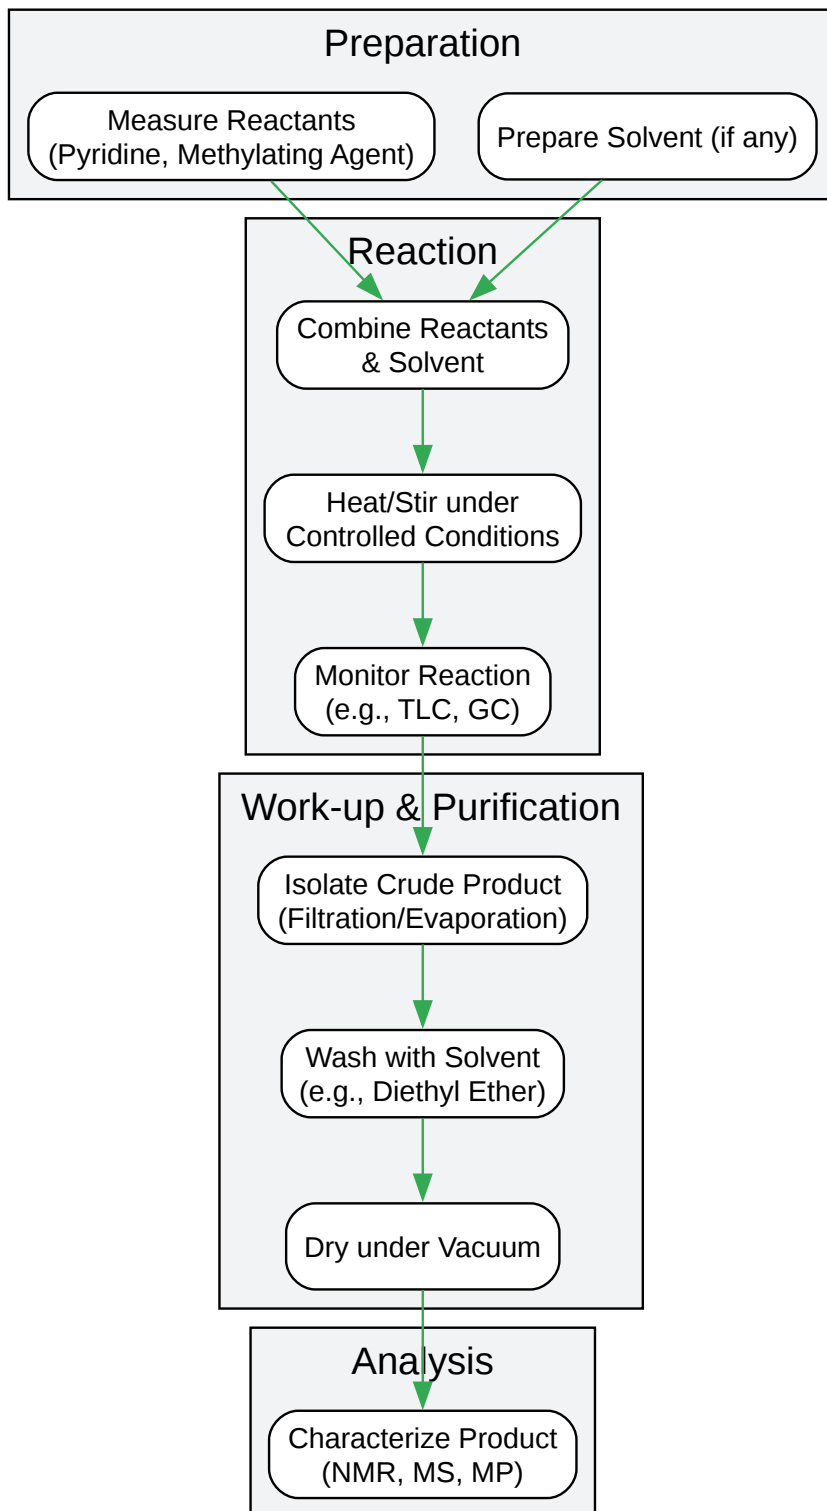 Preparation
Measure Reactants
(Pyridine, Methylating Agent)
Prepare Solvent (if any)
Reaction
Combine Reactants
& Solvent
Heat/Stir under
Controlled Conditions
Monitor Reaction
(e.g., TLC, GC)
Work-up & Purification
Isolate Crude Product
(Filtration/Evaporation)
Wash with Solvent
(e.g., Diethyl Ether)
Dry under Vacuum
Analysis
Characterize Product
(NMR, MS, MP)